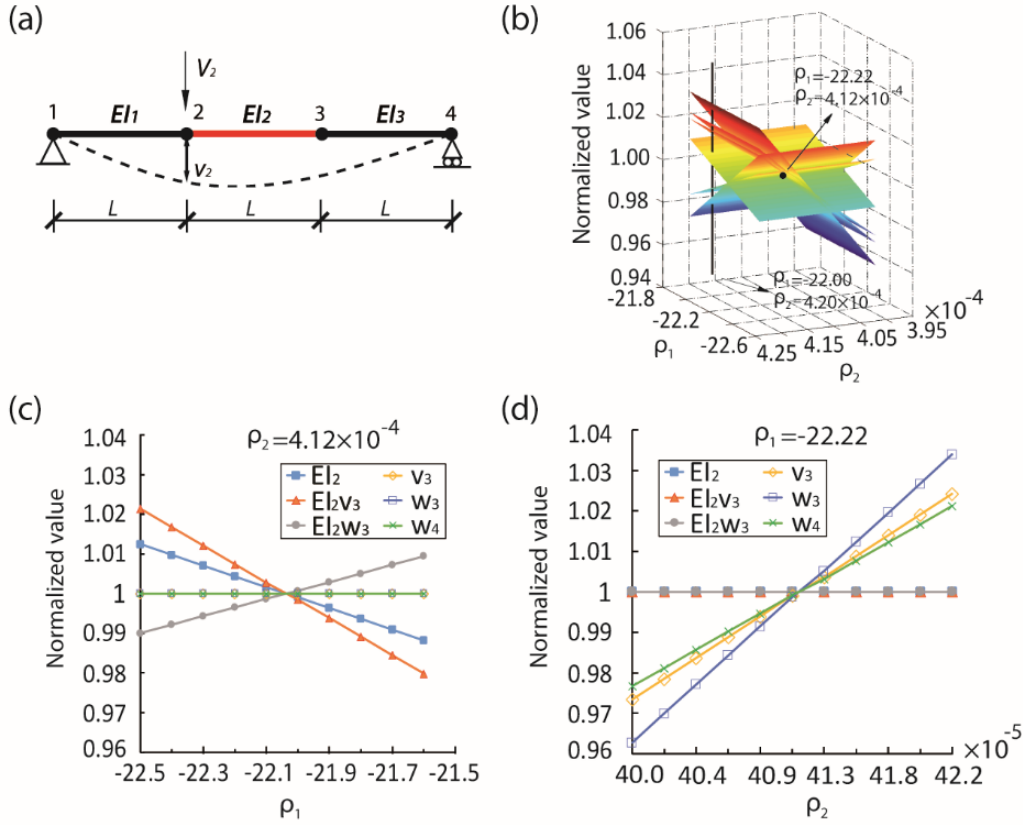 (a)
V₂
1 EI₁ 2 EI₂ 3 EI₃ 4
v₂
L L L
(b)
Normalized value
1.06
1.04
1.02
1.00
0.98
0.96
0.94
ρ₁=-22.22
ρ₂=4.12×10⁻⁴
ρ₁=-22.00
ρ₂=4.20×10⁻⁴
-21.8
-22.2
-22.6
ρ₁
4.25
4.15
4.05
3.95
×10⁻⁴
ρ₂
(c)
ρ₂=4.12×10⁻⁴
Normalized value
1.04
1.03
1.02
1.01
1
0.99
0.98
0.97
0.96
EI₂ v₃
EI₂v₃ w₃
EI₂w₃ w₄
-22.5 -22.3 -22.1 -21.9 -21.7 -21.5
ρ₁
(d)
ρ₁=-22.22
Normalized value
1.04
1.03
1.02
1.01
1
0.99
0.98
0.97
0.96
EI₂ v₃
EI₂v₃ w₃
EI₂w₃ w₄
40.0 40.4 40.9 41.3 41.8 42.2
×10⁻⁵
ρ₂